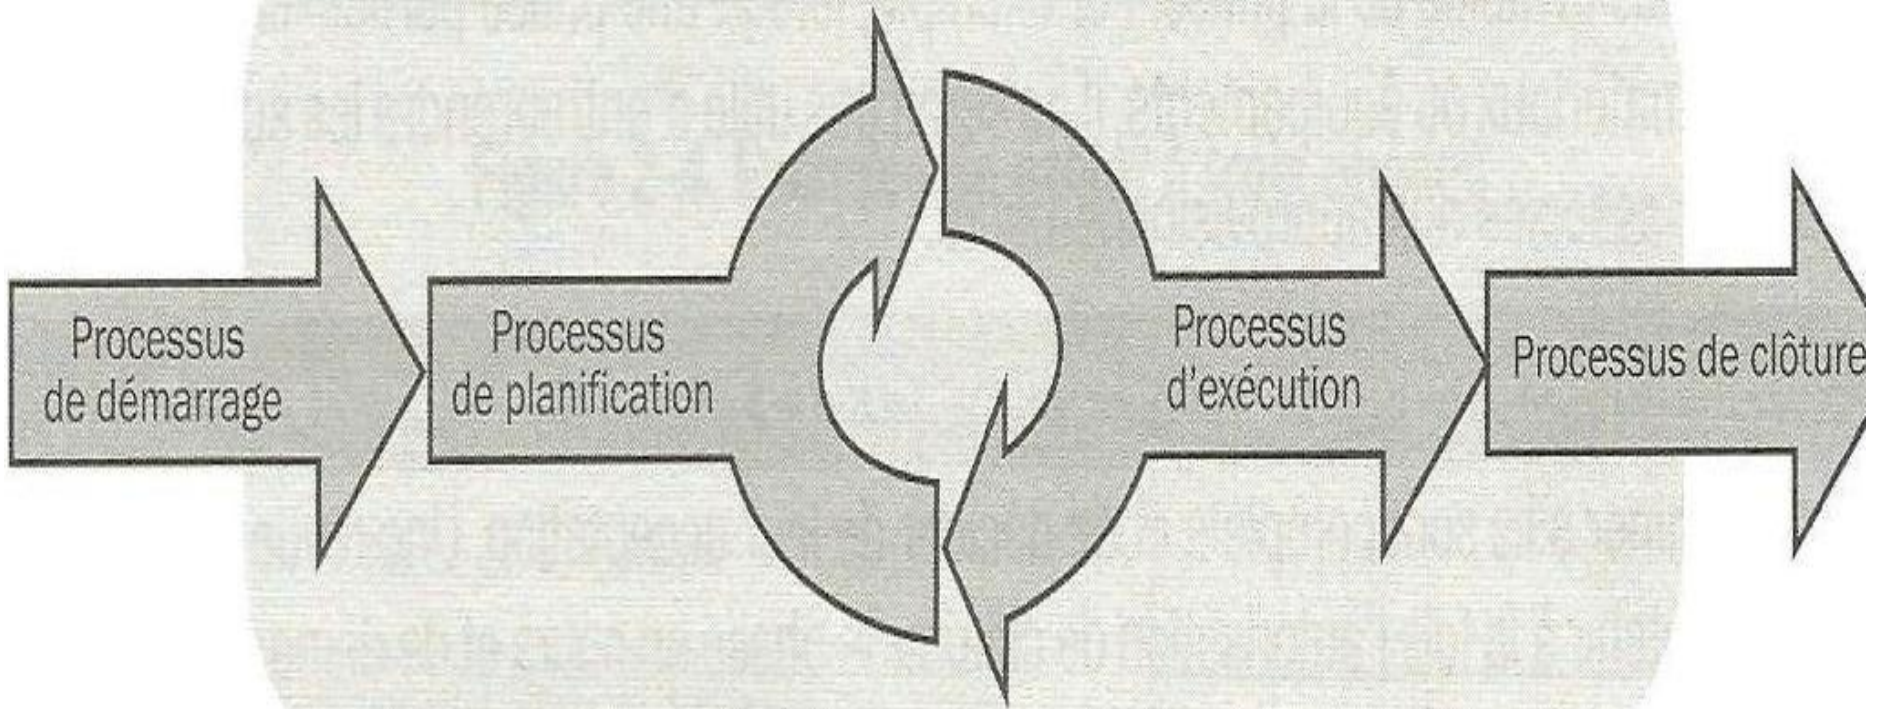 Processus
de démarrage
Processus
de planification
Processus
d'exécution
Processus de clôture